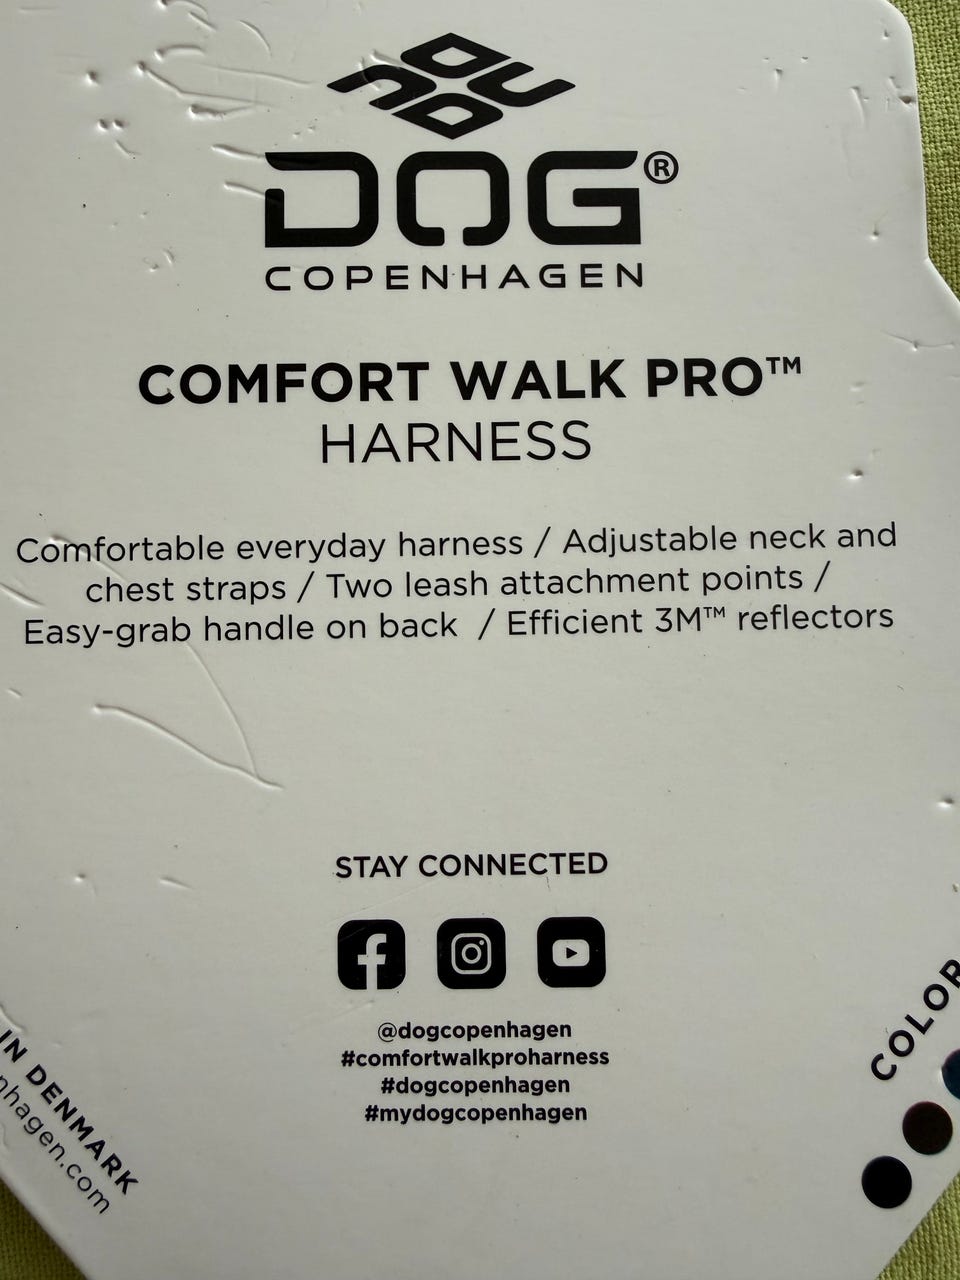 DOG®
COPENHAGEN
COMFORT WALK PRO™
HARNESS
Comfortable everyday harness / Adjustable neck and
chest straps / Two leash attachment points /
Easy-grab handle on back / Efficient 3M™ reflectors
STAY CONNECTED
@dogcopenhagen
#comfortwalkproharness
#dogcopenhagen
#mydogcopenhagen
IN DENMARK
nhagen.com
COLOR